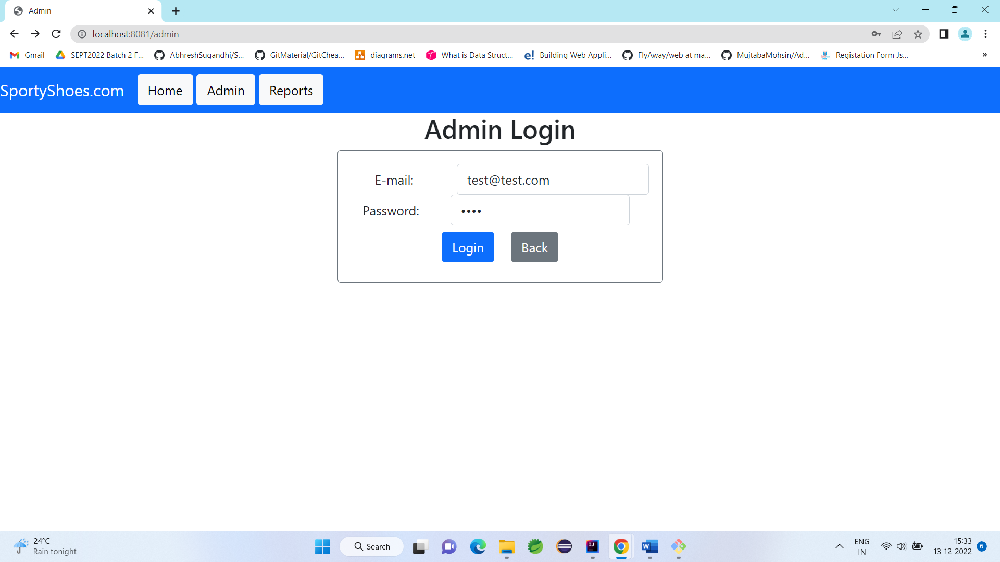 Admin
localhost:8081/admin
Gmail
SEPT2022 Batch 2 F...
AbhreshSugandhi/S...
GitMaterial/GitChea...
diagrams.net
What is Data Struct...
e!
Building Web Appli...
FlyAway/web at ma...
MujtabaMohsin/Ad...
Registation Form Js...
»
SportyShoes.com
Home
Admin
Reports
Admin Login
E-mail:
test@test.com
Password:
••••
Login
Back
24°C
Rain tonight
Search
IJ
W
ENG
IN
15:33
13-12-2022
6